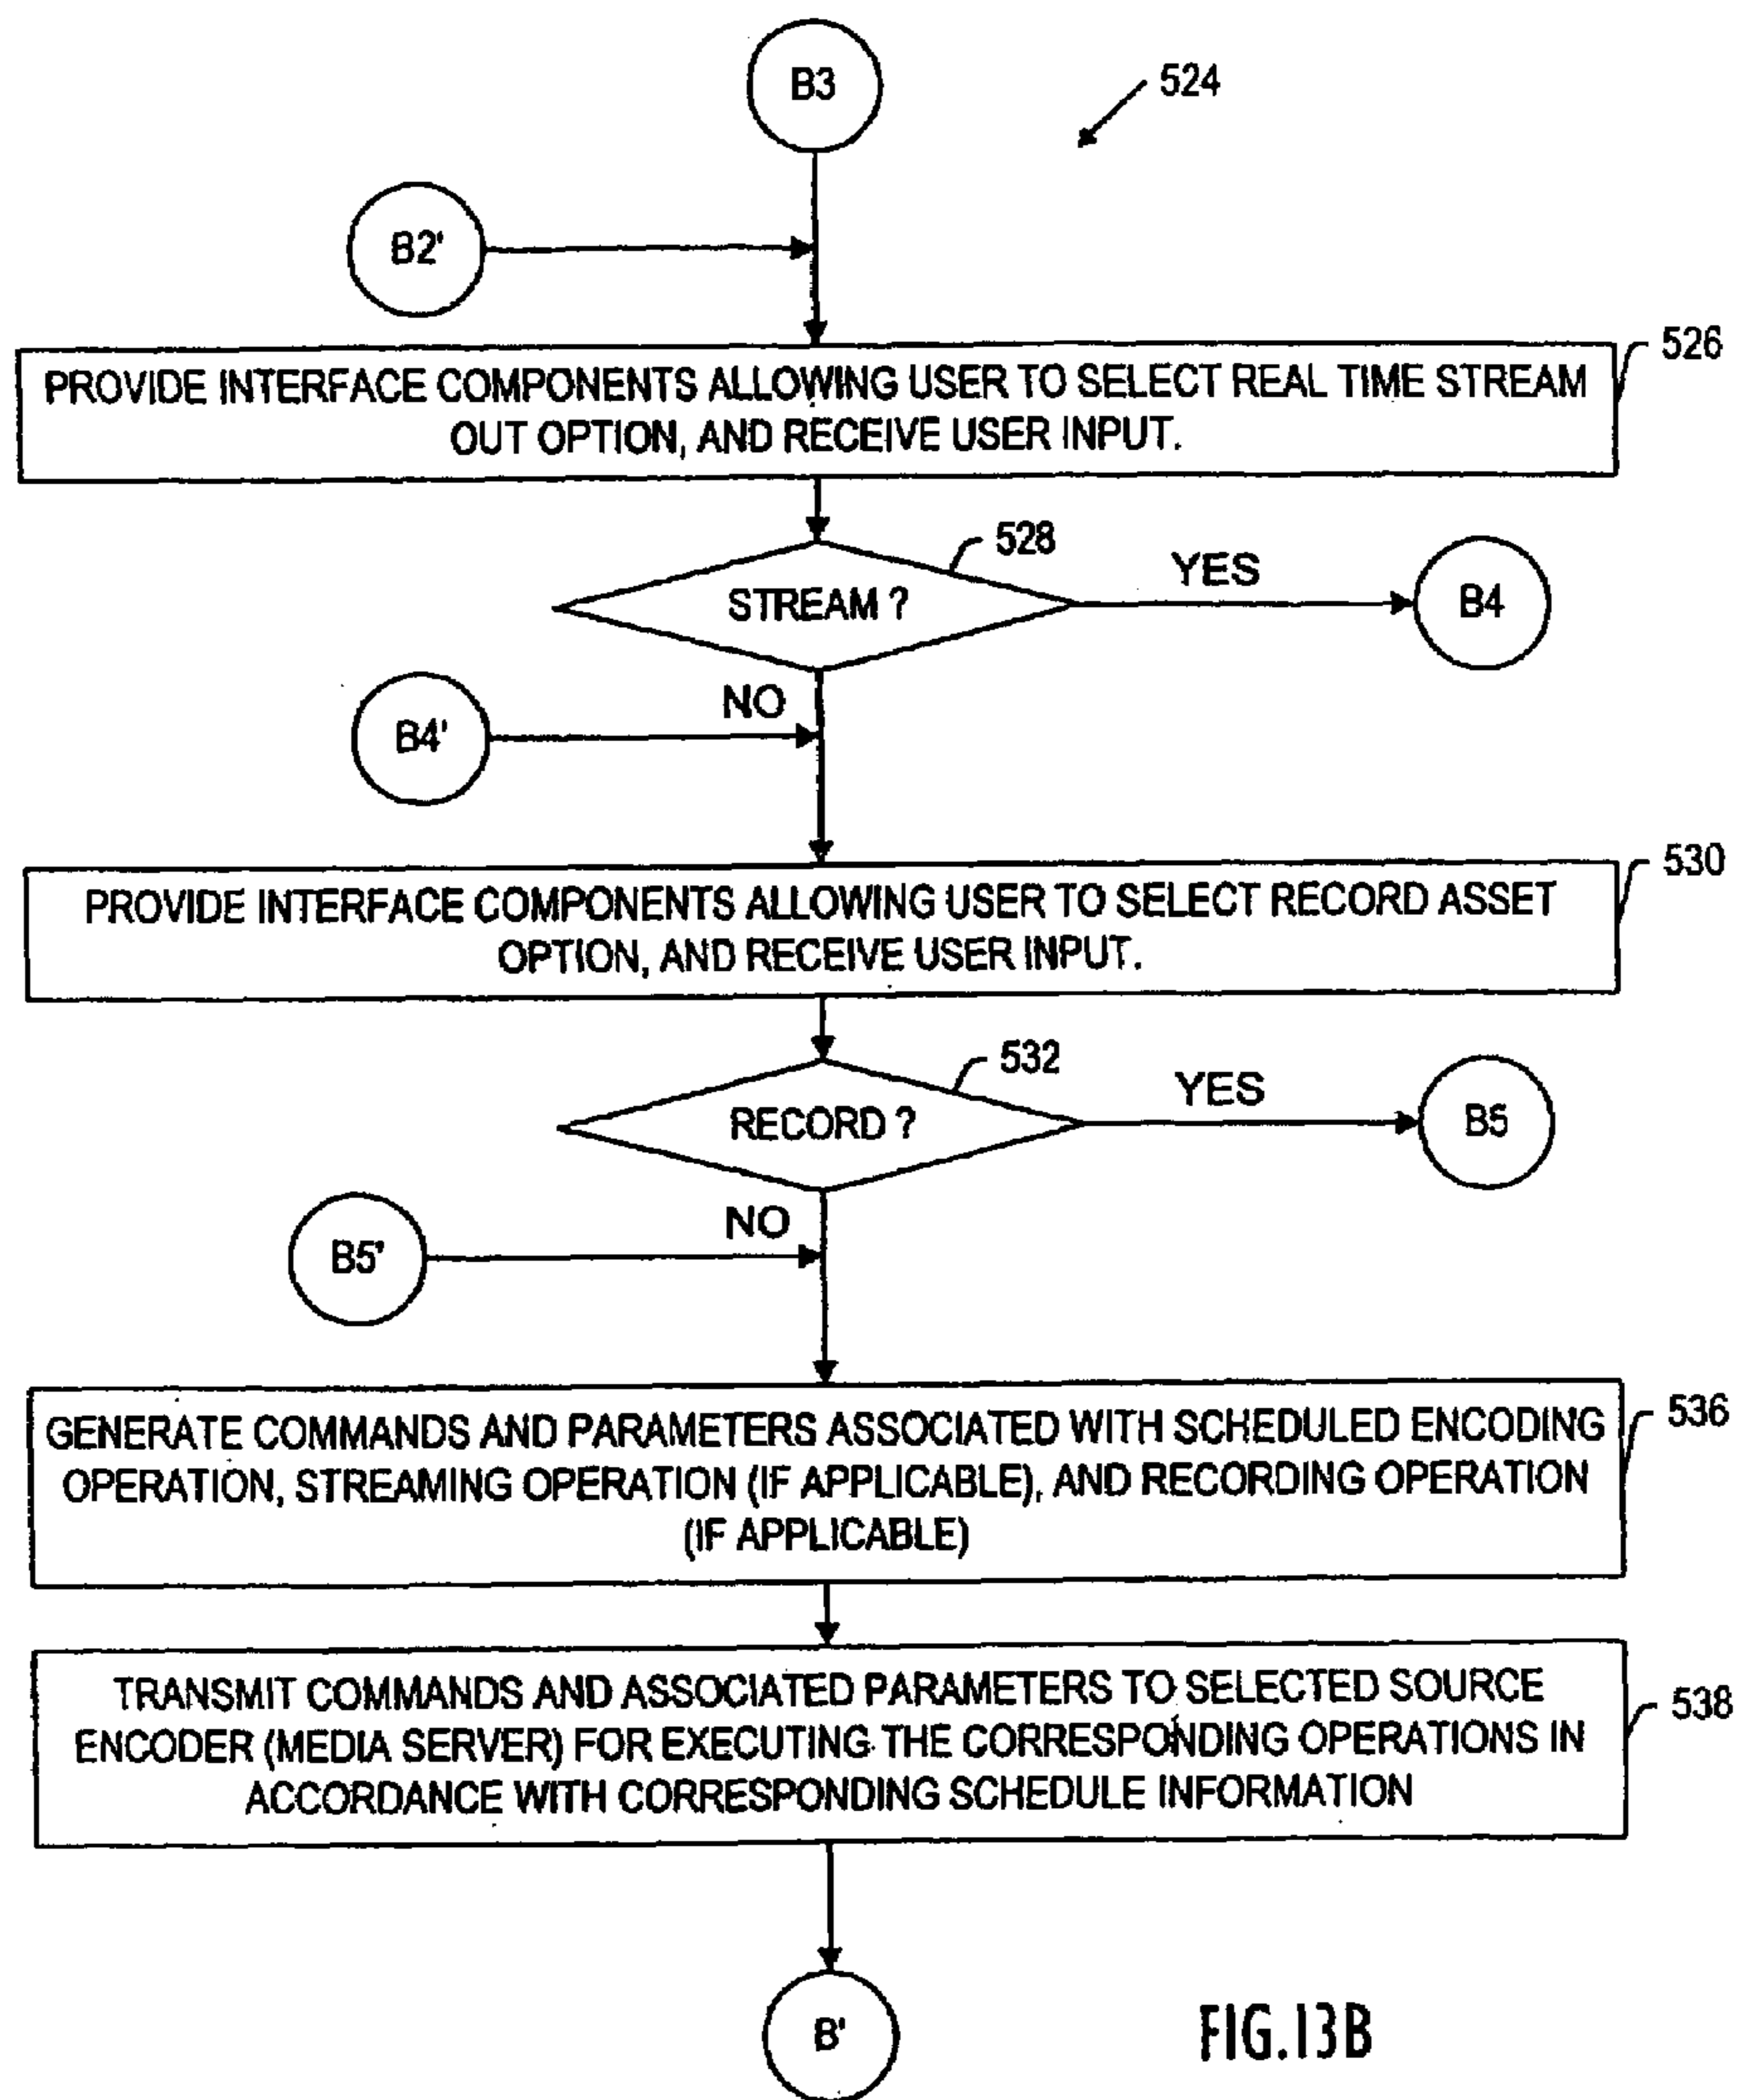 B3
524
B2'
526
PROVIDE INTERFACE COMPONENTS ALLOWING USER TO SELECT REAL TIME STREAM
OUT OPTION, AND RECEIVE USER INPUT.
528
STREAM ?
YES
B4
NO
B4'
530
PROVIDE INTERFACE COMPONENTS ALLOWING USER TO SELECT RECORD ASSET
OPTION, AND RECEIVE USER INPUT.
532
RECORD ?
YES
B5
NO
B5'
536
GENERATE COMMANDS AND PARAMETERS ASSOCIATED WITH SCHEDULED ENCODING
OPERATION, STREAMING OPERATION (IF APPLICABLE), AND RECORDING OPERATION
(IF APPLICABLE)
538
TRANSMIT COMMANDS AND ASSOCIATED PARAMETERS TO SELECTED SOURCE
ENCODER (MEDIA SERVER) FOR EXECUTING THE CORRESPONDING OPERATIONS IN
ACCORDANCE WITH CORRESPONDING SCHEDULE INFORMATION
B'
FIG.13B